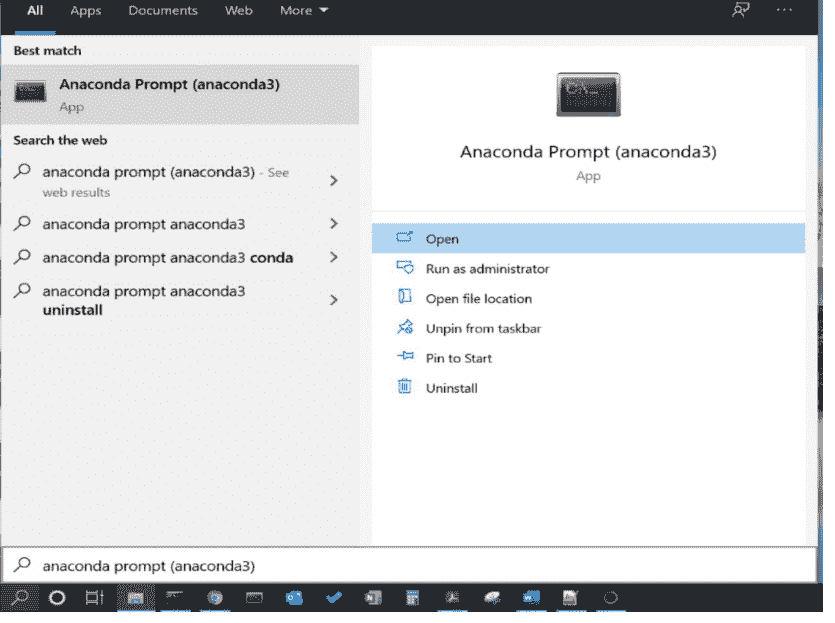 All Apps Documents Web More
Best match
Anaconda Prompt (anaconda3)
App
Search the web
anaconda prompt (anaconda3) - See
web results
anaconda prompt anaconda3
anaconda prompt anaconda3 conda
anaconda prompt anaconda3
uninstall
Anaconda Prompt (anaconda3)
App
Open
Run as administrator
Open file location
Unpin from taskbar
Pin to Start
Uninstall
anaconda prompt (anaconda3)